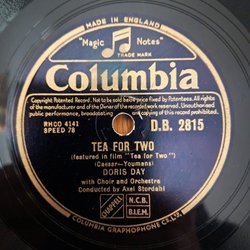 MADE IN ENGLAND
"Magic Notes"
TRADE MARK
Columbia
Copyright Patented Record. Not to be sold below price fixed by Patentees. All rights
of the Manufacturer and of the Owner of the recorded work reserved. Unauthorised
public performance, broadcasting and copying of this record prohibited.
RHCO 4141
SPEED 78
D.B. 2815
TEA FOR TWO
(featured in film "Tea for Two")
(Caesar—Youmans)
DORIS DAY
with Choir and Orchestra
Conducted by Axel Stordahl
CHAPPELL
N.C.B.
B.I.E.M.
COLUMBIA GRAPHOPHONE CO. LTD.